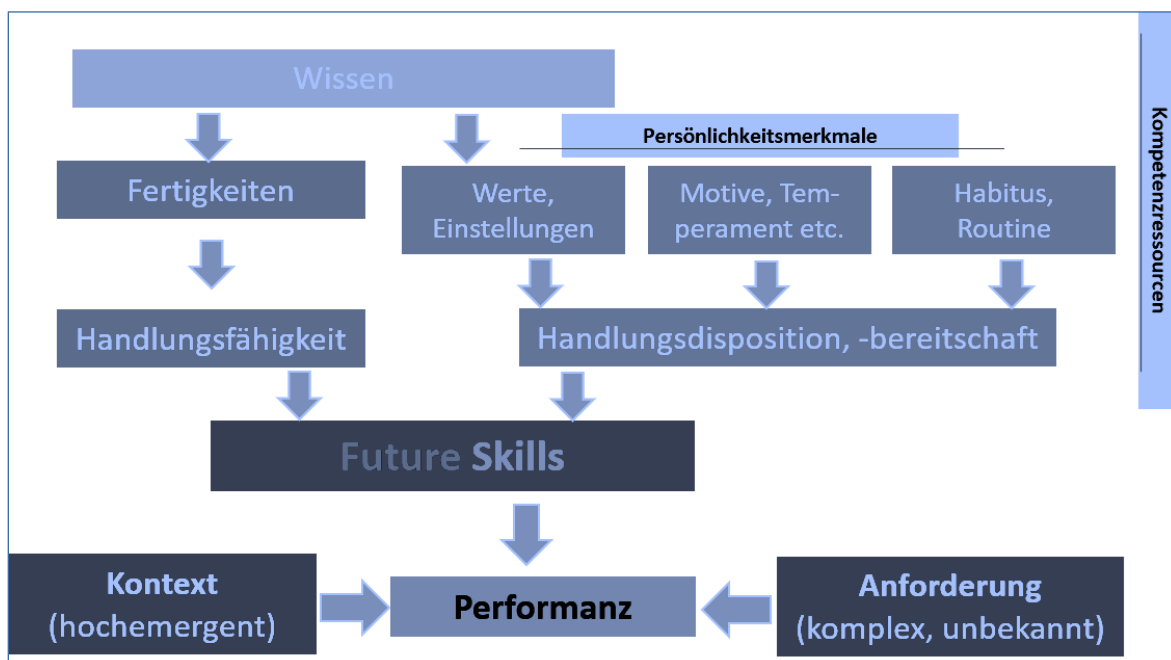 Wissen
Persönlichkeitsmerkmale
Kompetenzressourcen
Fertigkeiten
Werte,
Einstellungen
Motive, Tem-
perament etc.
Habitus,
Routine
Handlungsfähigkeit
Handlungsdisposition, -bereitschaft
Future Skills
Kontext
(hochemergent)
Performanz
Anforderung
(komplex, unbekannt)